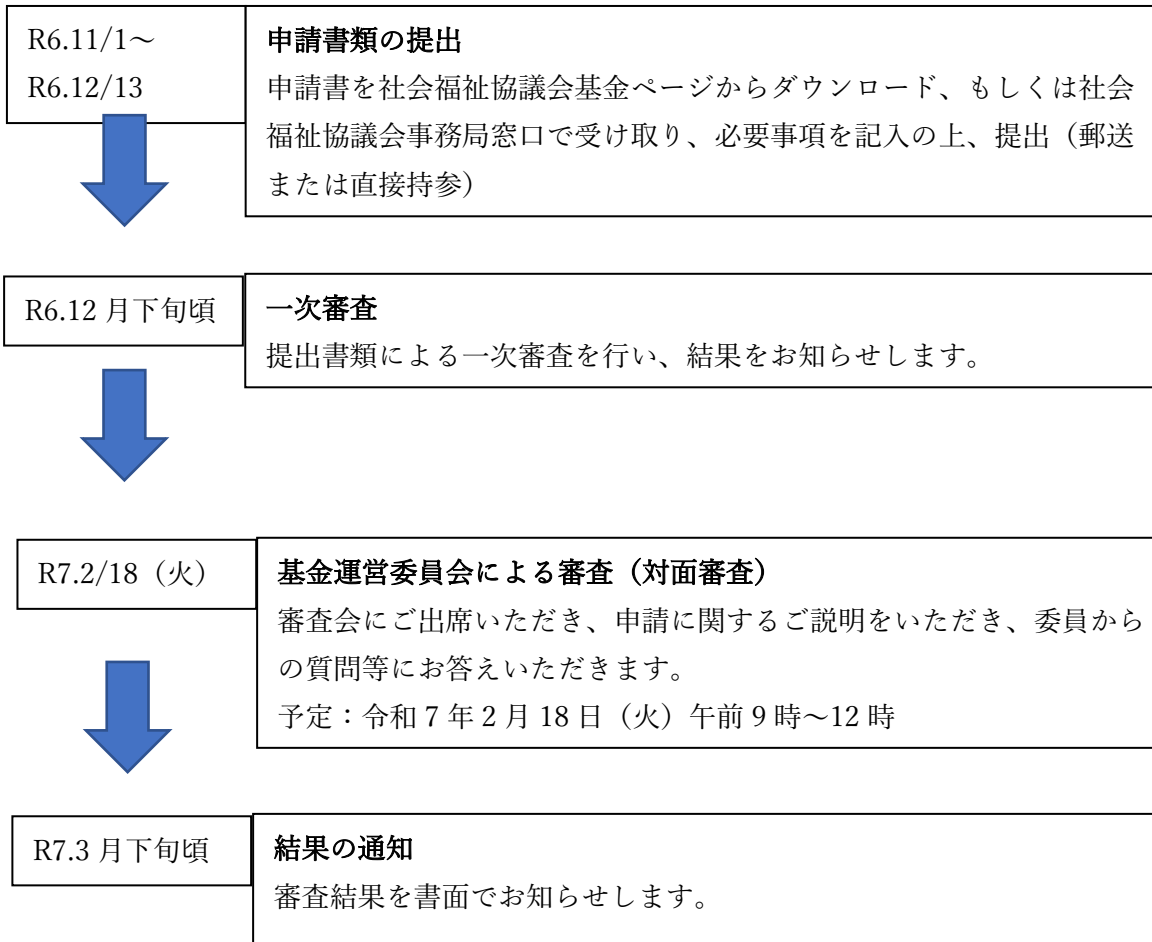 R6.11/1～
R6.12/13
申請書類の提出
申請書を社会福祉協議会基金ページからダウンロード、もしくは社会
福祉協議会事務局窓口で受け取り、必要事項を記入の上、提出（郵送
または直接持参）
R6.12 月下旬頃
一次審査
提出書類による一次審査を行い、結果をお知らせします。
R7.2/18（火）
基金運営委員会による審査（対面審査）
審査会にご出席いただき、申請に関するご説明をいただき、委員から
の質問等にお答えいただきます。
予定：令和 7 年 2 月 18 日（火）午前 9 時～12 時
R7.3 月下旬頃
結果の通知
審査結果を書面でお知らせします。